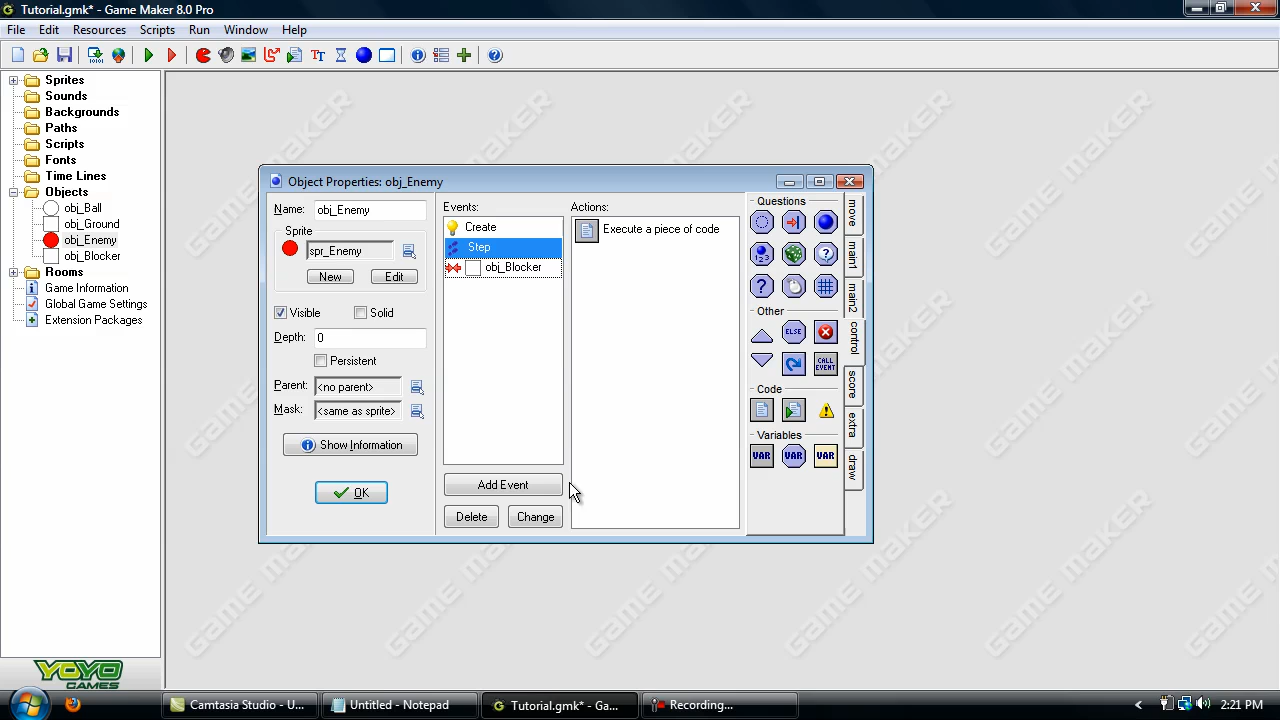 Tutorial.gmk* - Game Maker 8.0 Pro
File Edit Resources Scripts Run Window Help
Sprites
Sounds
Backgrounds
Paths
Scripts
Fonts
Time Lines
Objects
obj_Ball
obj_Ground
obj_Enemy
obj_Blocker
Rooms
Game Information
Global Game Settings
Extension Packages
YOYO
GAMES
Object Properties: obj_Enemy
Name: obj_Enemy
Sprite
spr_Enemy
New Edit
Visible Solid
Depth: 0
Persistent
Parent: <no parent>
Mask: <same as sprite>
Show Information
OK
Events:
Create
Step
obj_Blocker
Add Event
Delete Change
Actions:
Execute a piece of code
Questions
Other
ELSE
CALL EVENT
Code
Variables
VAR VAR VAR
move
main1
main2
control
score
extra
draw
GAME MAKER
Camtasia Studio - U... Untitled - Notepad Tutorial.gmk* - Ga... Recording... 2:21 PM